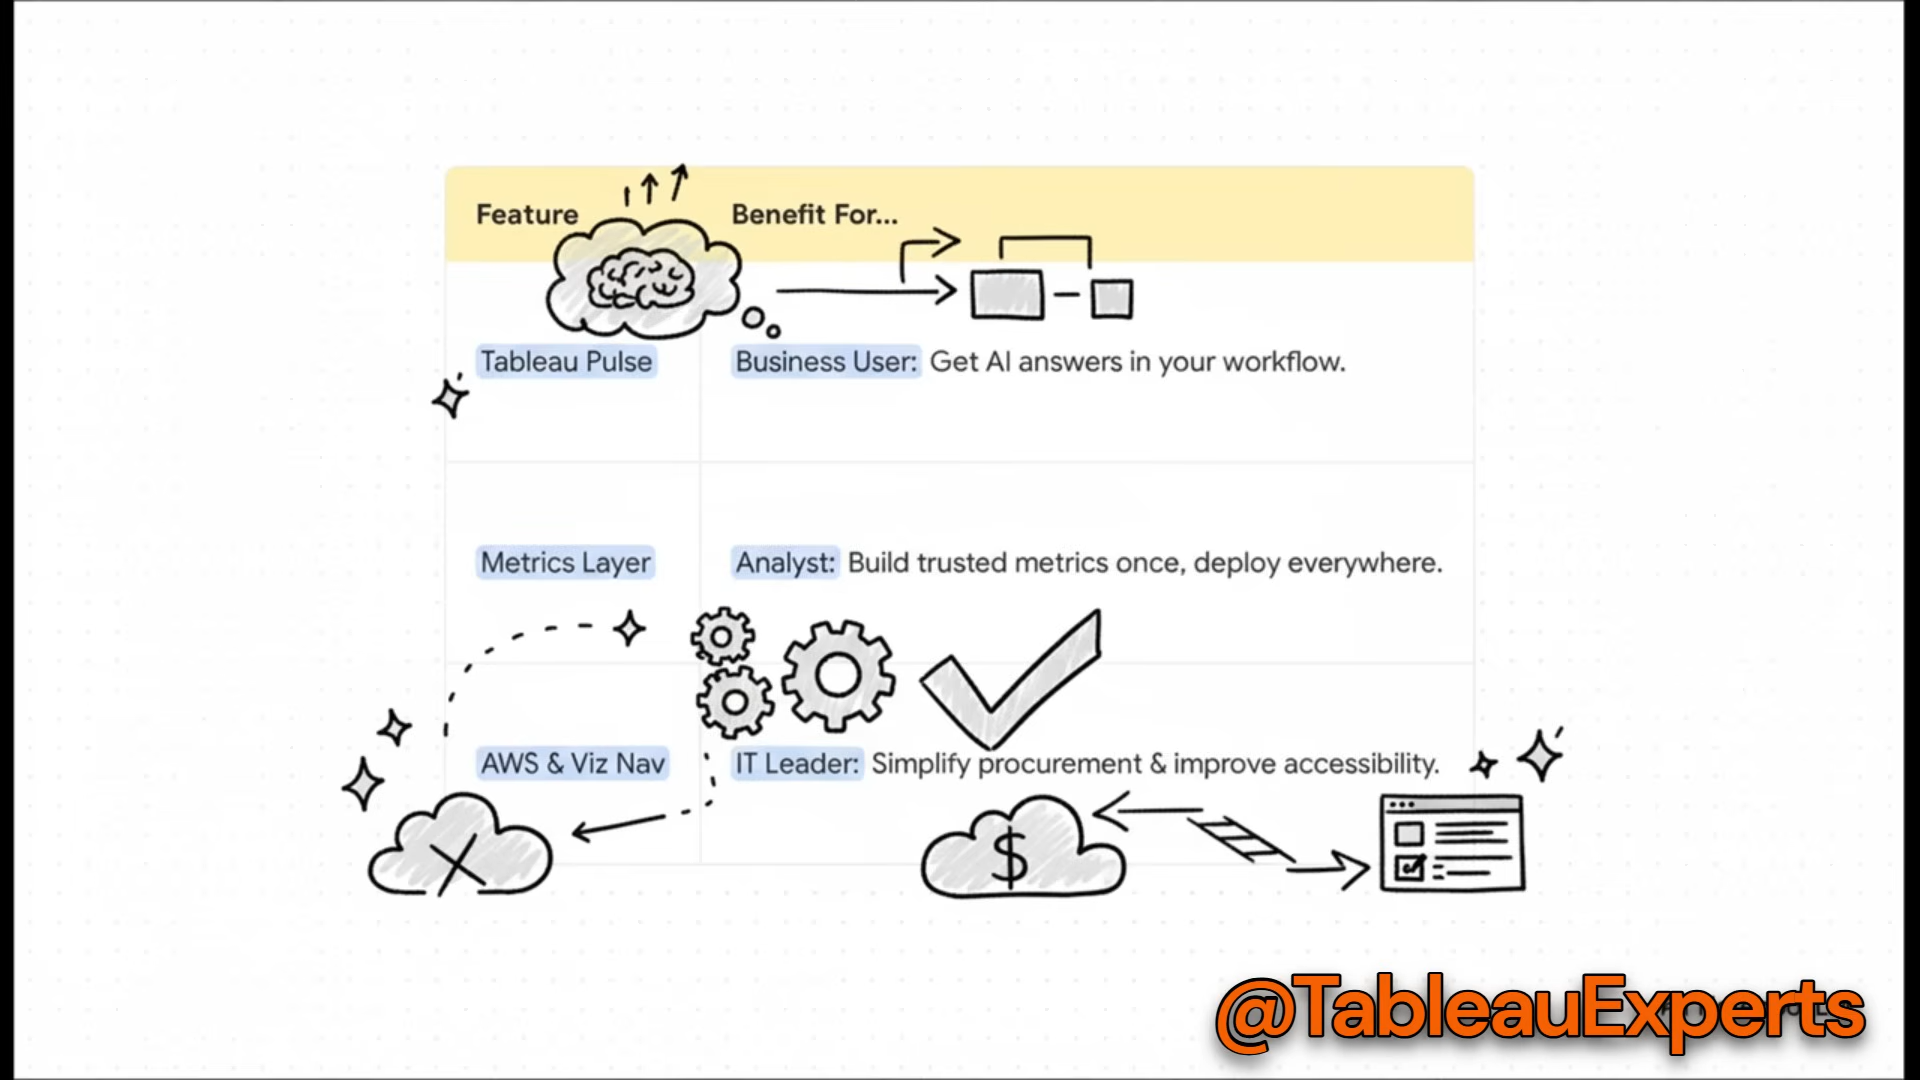 Feature
Benefit For...
Tableau Pulse
Business User: Get AI answers in your workflow.
Metrics Layer
Analyst: Build trusted metrics once, deploy everywhere.
AWS & Viz Nav
IT Leader: Simplify procurement & improve accessibility.
$
@TableauExperts